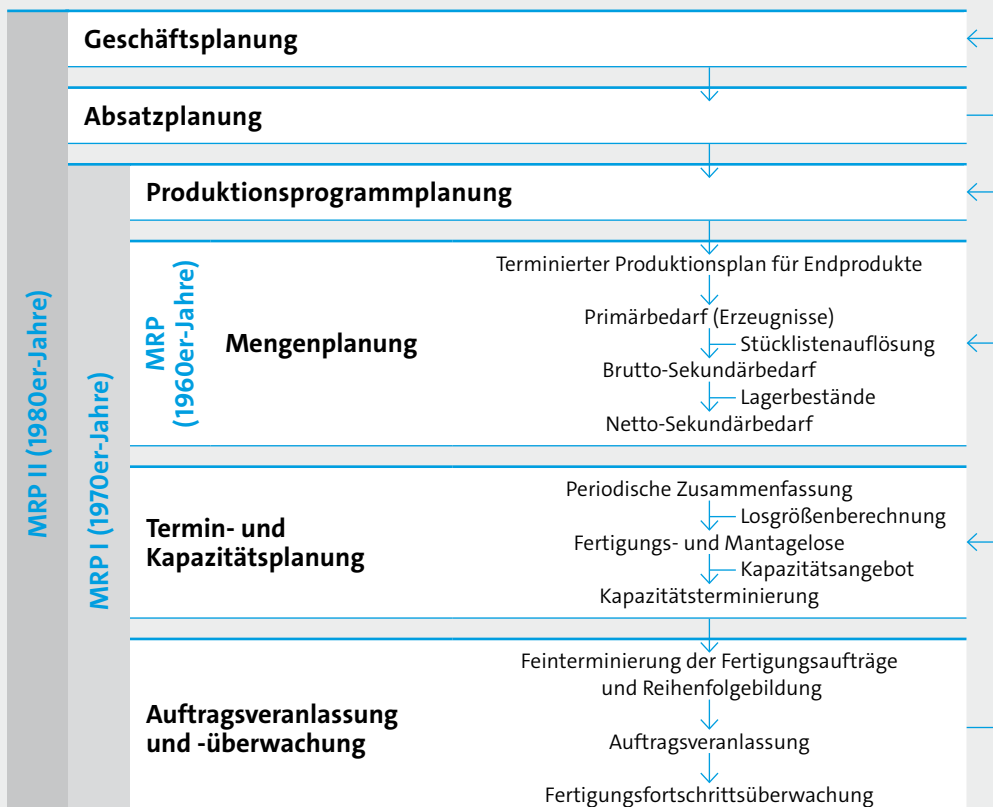 Geschäftsplanung
Absatzplanung
Produktionsprogrammplanung
MRP II (1980er-Jahre)
MRP I (1970er-Jahre)
MRP
(1960er-Jahre)
Mengenplanung
Terminierter Produktionsplan für Endprodukte
Primärbedarf (Erzeugnisse)
Stücklistenauflösung
Brutto-Sekundärbedarf
Lagerbestände
Netto-Sekundärbedarf
Termin- und
Kapazitätsplanung
Periodische Zusammenfassung
Losgrößenberechnung
Fertigungs- und Mantagelose
Kapazitätsangebot
Kapazitätsterminierung
Auftragsveranlassung
und -überwachung
Feinterminierung der Fertigungsaufträge
und Reihenfolgebildung
Auftragsveranlassung
Fertigungsfortschrittsüberwachung